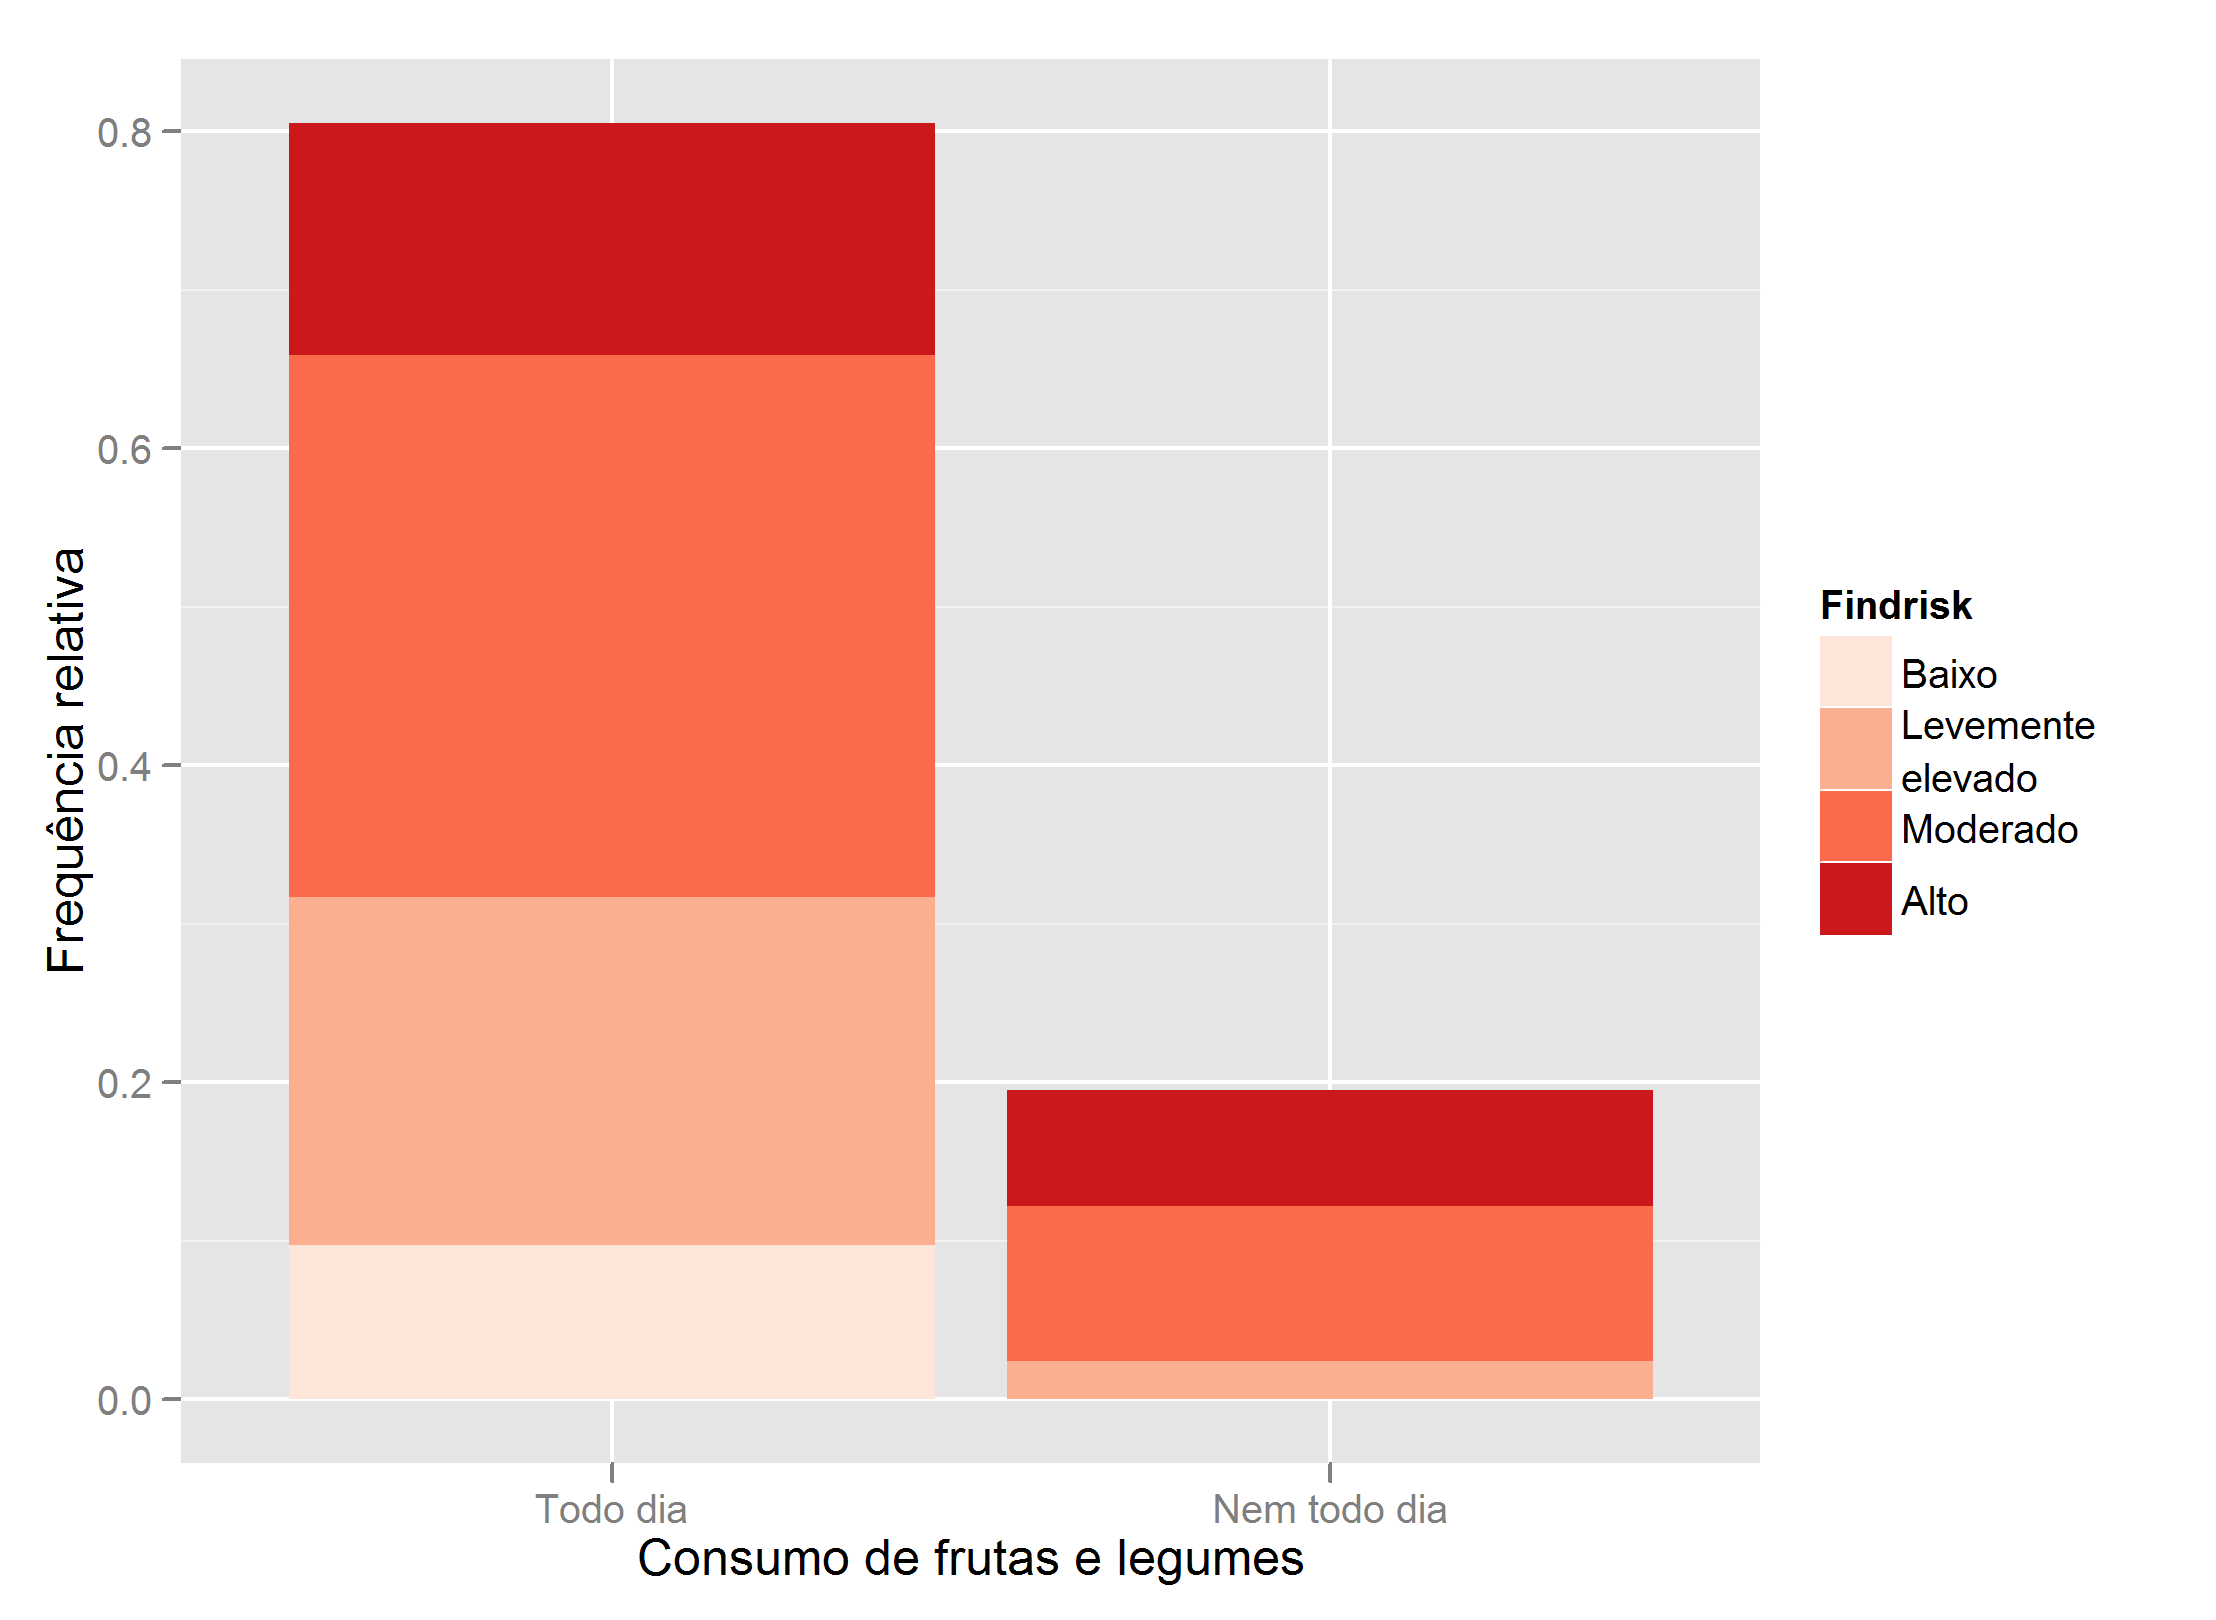 Frequência relativa
0.8
0.6
0.4
0.2
0.0
Todo dia
Nem todo dia
Consumo de frutas e legumes
Findrisk
Baixo
Levemente
elevado
Moderado
Alto